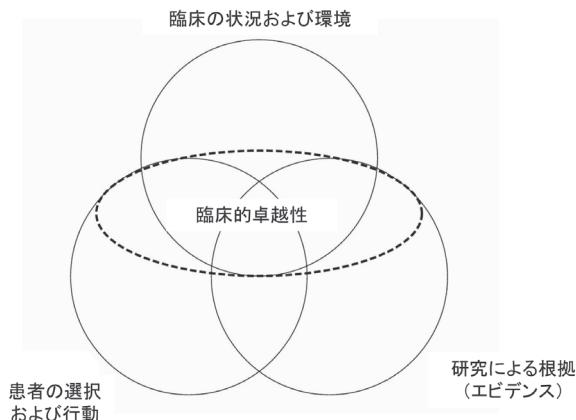 臨床の状況および環境
臨床的卓越性
患者の選択
および行動
研究による根拠
(エビデンス)